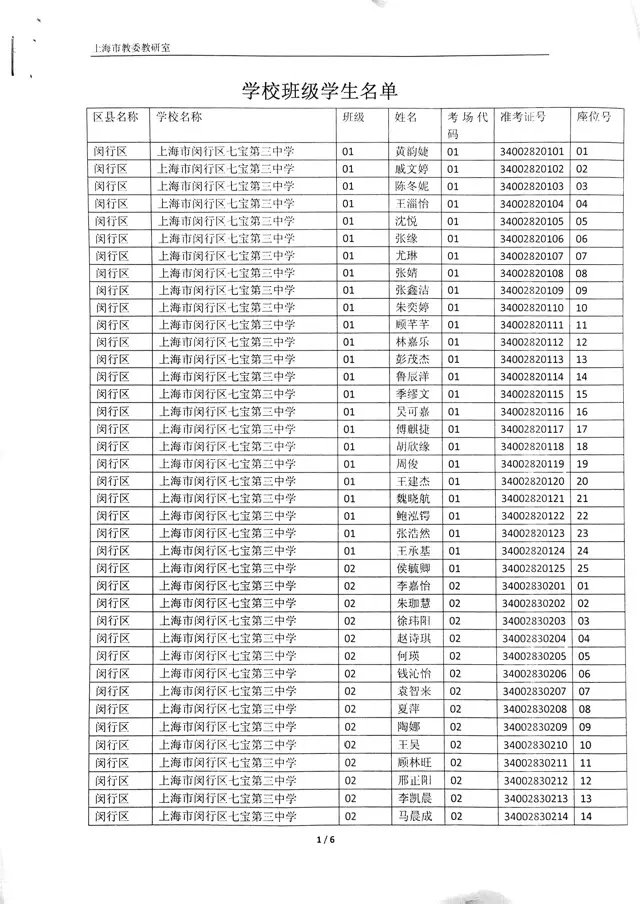 上海市教委教研室
学校班级学生名单
区县名称 学校名称 班级 姓名 考场代码 准考证号 座位号
闵行区 上海市闵行区七宝第三中学 01 黄韵婕 01 34002820101 01
闵行区 上海市闵行区七宝第三中学 01 戚文婷 01 34002820102 02
闵行区 上海市闵行区七宝第三中学 01 陈冬妮 01 34002820103 03
闵行区 上海市闵行区七宝第三中学 01 王淄怡 01 34002820104 04
闵行区 上海市闵行区七宝第三中学 01 沈悦 01 34002820105 05
闵行区 上海市闵行区七宝第三中学 01 张缘 01 34002820106 06
闵行区 上海市闵行区七宝第三中学 01 尤琳 01 34002820107 07
闵行区 上海市闵行区七宝第三中学 01 张婧 01 34002820108 08
闵行区 上海市闵行区七宝第三中学 01 张鑫洁 01 34002820109 09
闵行区 上海市闵行区七宝第三中学 01 朱奕婷 01 34002820110 10
闵行区 上海市闵行区七宝第三中学 01 顾芊芊 01 34002820111 11
闵行区 上海市闵行区七宝第三中学 01 林嘉乐 01 34002820112 12
闵行区 上海市闵行区七宝第三中学 01 彭茂杰 01 34002820113 13
闵行区 上海市闵行区七宝第三中学 01 鲁辰洋 01 34002820114 14
闵行区 上海市闵行区七宝第三中学 01 季缪文 01 34002820115 15
闵行区 上海市闵行区七宝第三中学 01 吴可嘉 01 34002820116 16
闵行区 上海市闵行区七宝第三中学 01 傅麒捷 01 34002820117 17
闵行区 上海市闵行区七宝第三中学 01 胡欣缘 01 34002820118 18
闵行区 上海市闵行区七宝第三中学 01 周俊 01 34002820119 19
闵行区 上海市闵行区七宝第三中学 01 王建杰 01 34002820120 20
闵行区 上海市闵行区七宝第三中学 01 魏晓航 01 34002820121 21
闵行区 上海市闵行区七宝第三中学 01 鲍泓锷 01 34002820122 22
闵行区 上海市闵行区七宝第三中学 01 张浩然 01 34002820123 23
闵行区 上海市闵行区七宝第三中学 01 王承基 01 34002820124 24
闵行区 上海市闵行区七宝第三中学 02 侯毓卿 01 34002820125 25
闵行区 上海市闵行区七宝第三中学 02 李嘉怡 02 34002830201 01
闵行区 上海市闵行区七宝第三中学 02 朱珈慧 02 34002830202 02
闵行区 上海市闵行区七宝第三中学 02 徐玮阳 02 34002830203 03
闵行区 上海市闵行区七宝第三中学 02 赵诗琪 02 34002830204 04
闵行区 上海市闵行区七宝第三中学 02 何瑛 02 34002830205 05
闵行区 上海市闵行区七宝第三中学 02 钱沁怡 02 34002830206 06
闵行区 上海市闵行区七宝第三中学 02 袁智来 02 34002830207 07
闵行区 上海市闵行区七宝第三中学 02 夏萍 02 34002830208 08
闵行区 上海市闵行区七宝第三中学 02 陶娜 02 34002830209 09
闵行区 上海市闵行区七宝第三中学 02 王昊 02 34002830210 10
闵行区 上海市闵行区七宝第三中学 02 顾林旺 02 34002830211 11
闵行区 上海市闵行区七宝第三中学 02 邢正阳 02 34002830212 12
闵行区 上海市闵行区七宝第三中学 02 李凯晨 02 34002830213 13
闵行区 上海市闵行区七宝第三中学 02 马晨成 02 34002830214 14
1 / 6